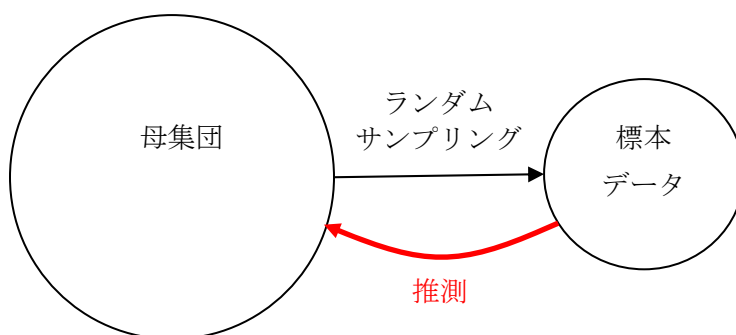 母集団
ランダム
サンプリング
標本
データ
推測